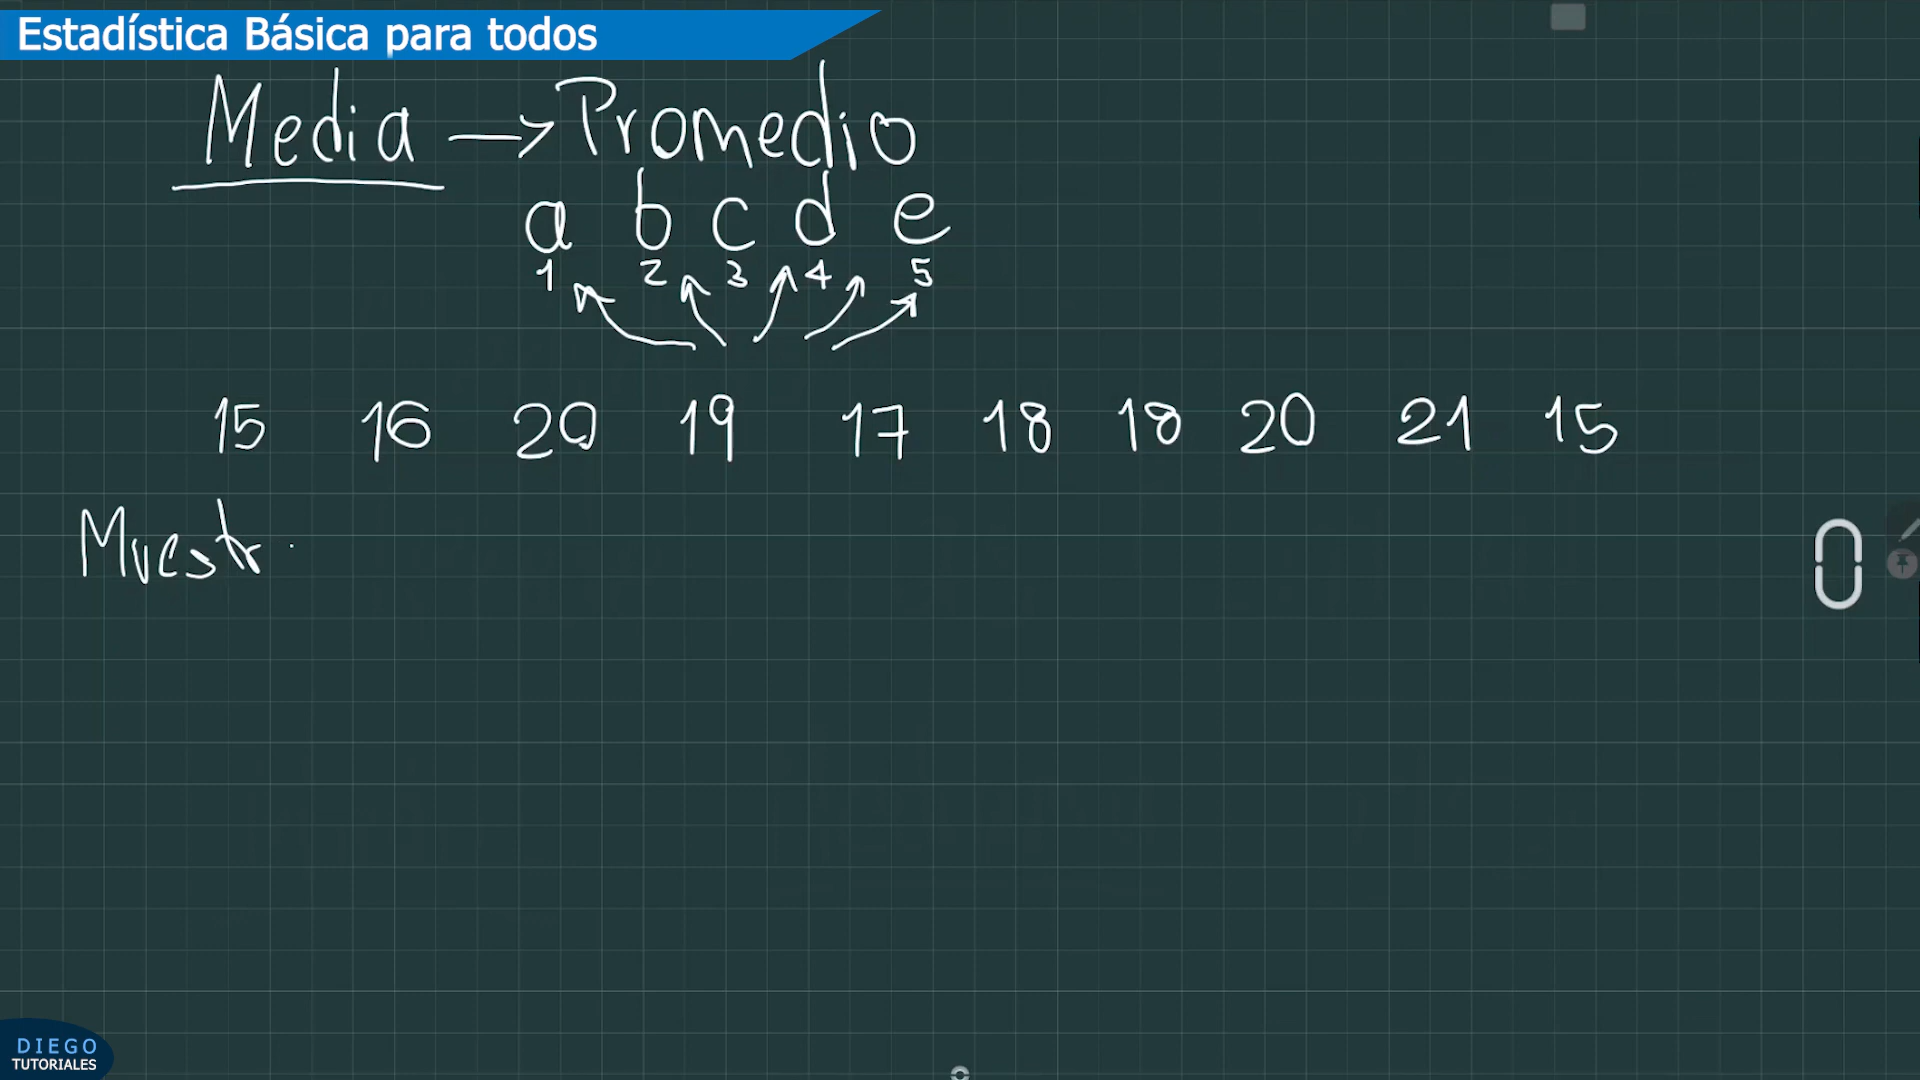 Estadística Básica para todos
Media → Promedio
a b c d e
1 2 3 4 5
15 16 20 19 17 18 18 20 21 15
Muestr
DIEGO
TUTORIALES